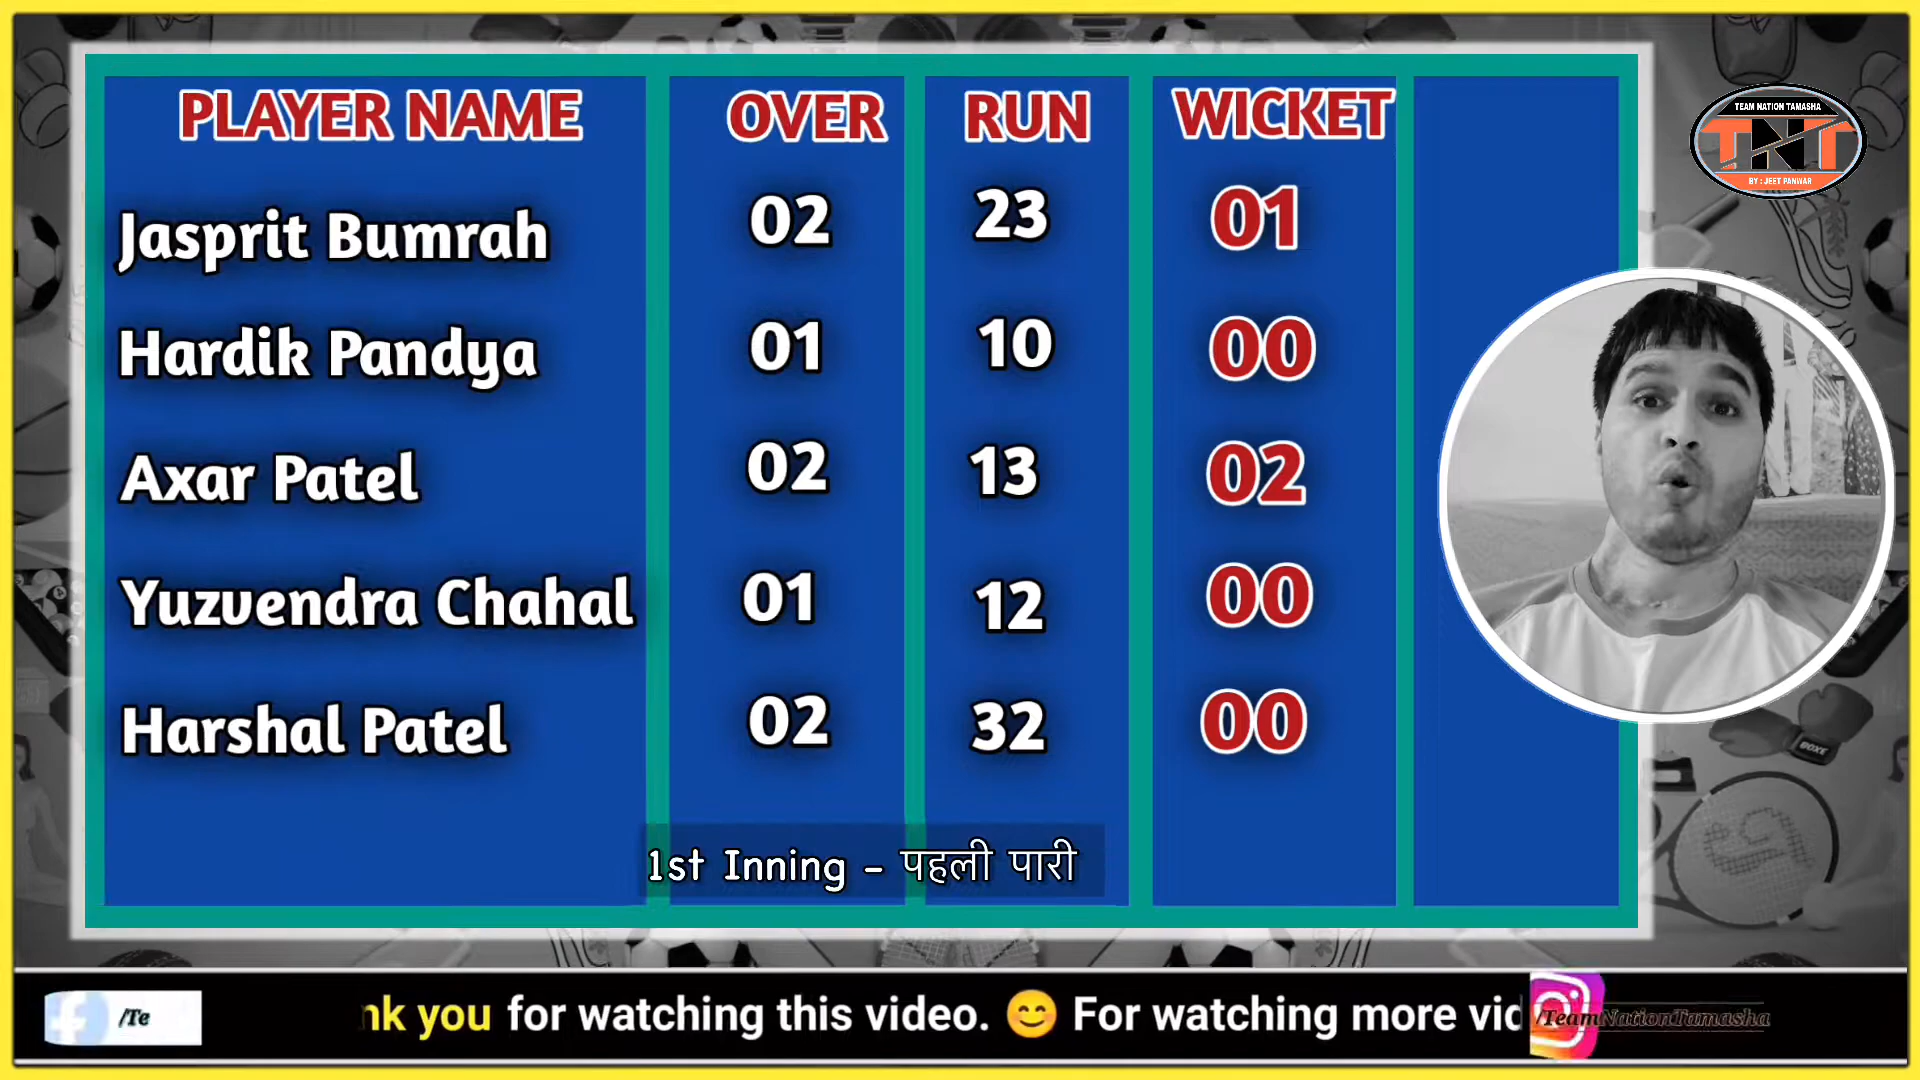 PLAYER NAME OVER RUN WICKET
Jasprit Bumrah 02 23 01
Hardik Pandya 01 10 00
Axar Patel 02 13 02
Yuzvendra Chahal 01 12 00
Harshal Patel 02 32 00
1st Inning - पहली पारी
TEAM NATION TAMASHA
TNT
BY : JEET PANWAR
BOXE
/Te
nk you for watching this video. 😊 For watching more vid
/TeamNationTamasha